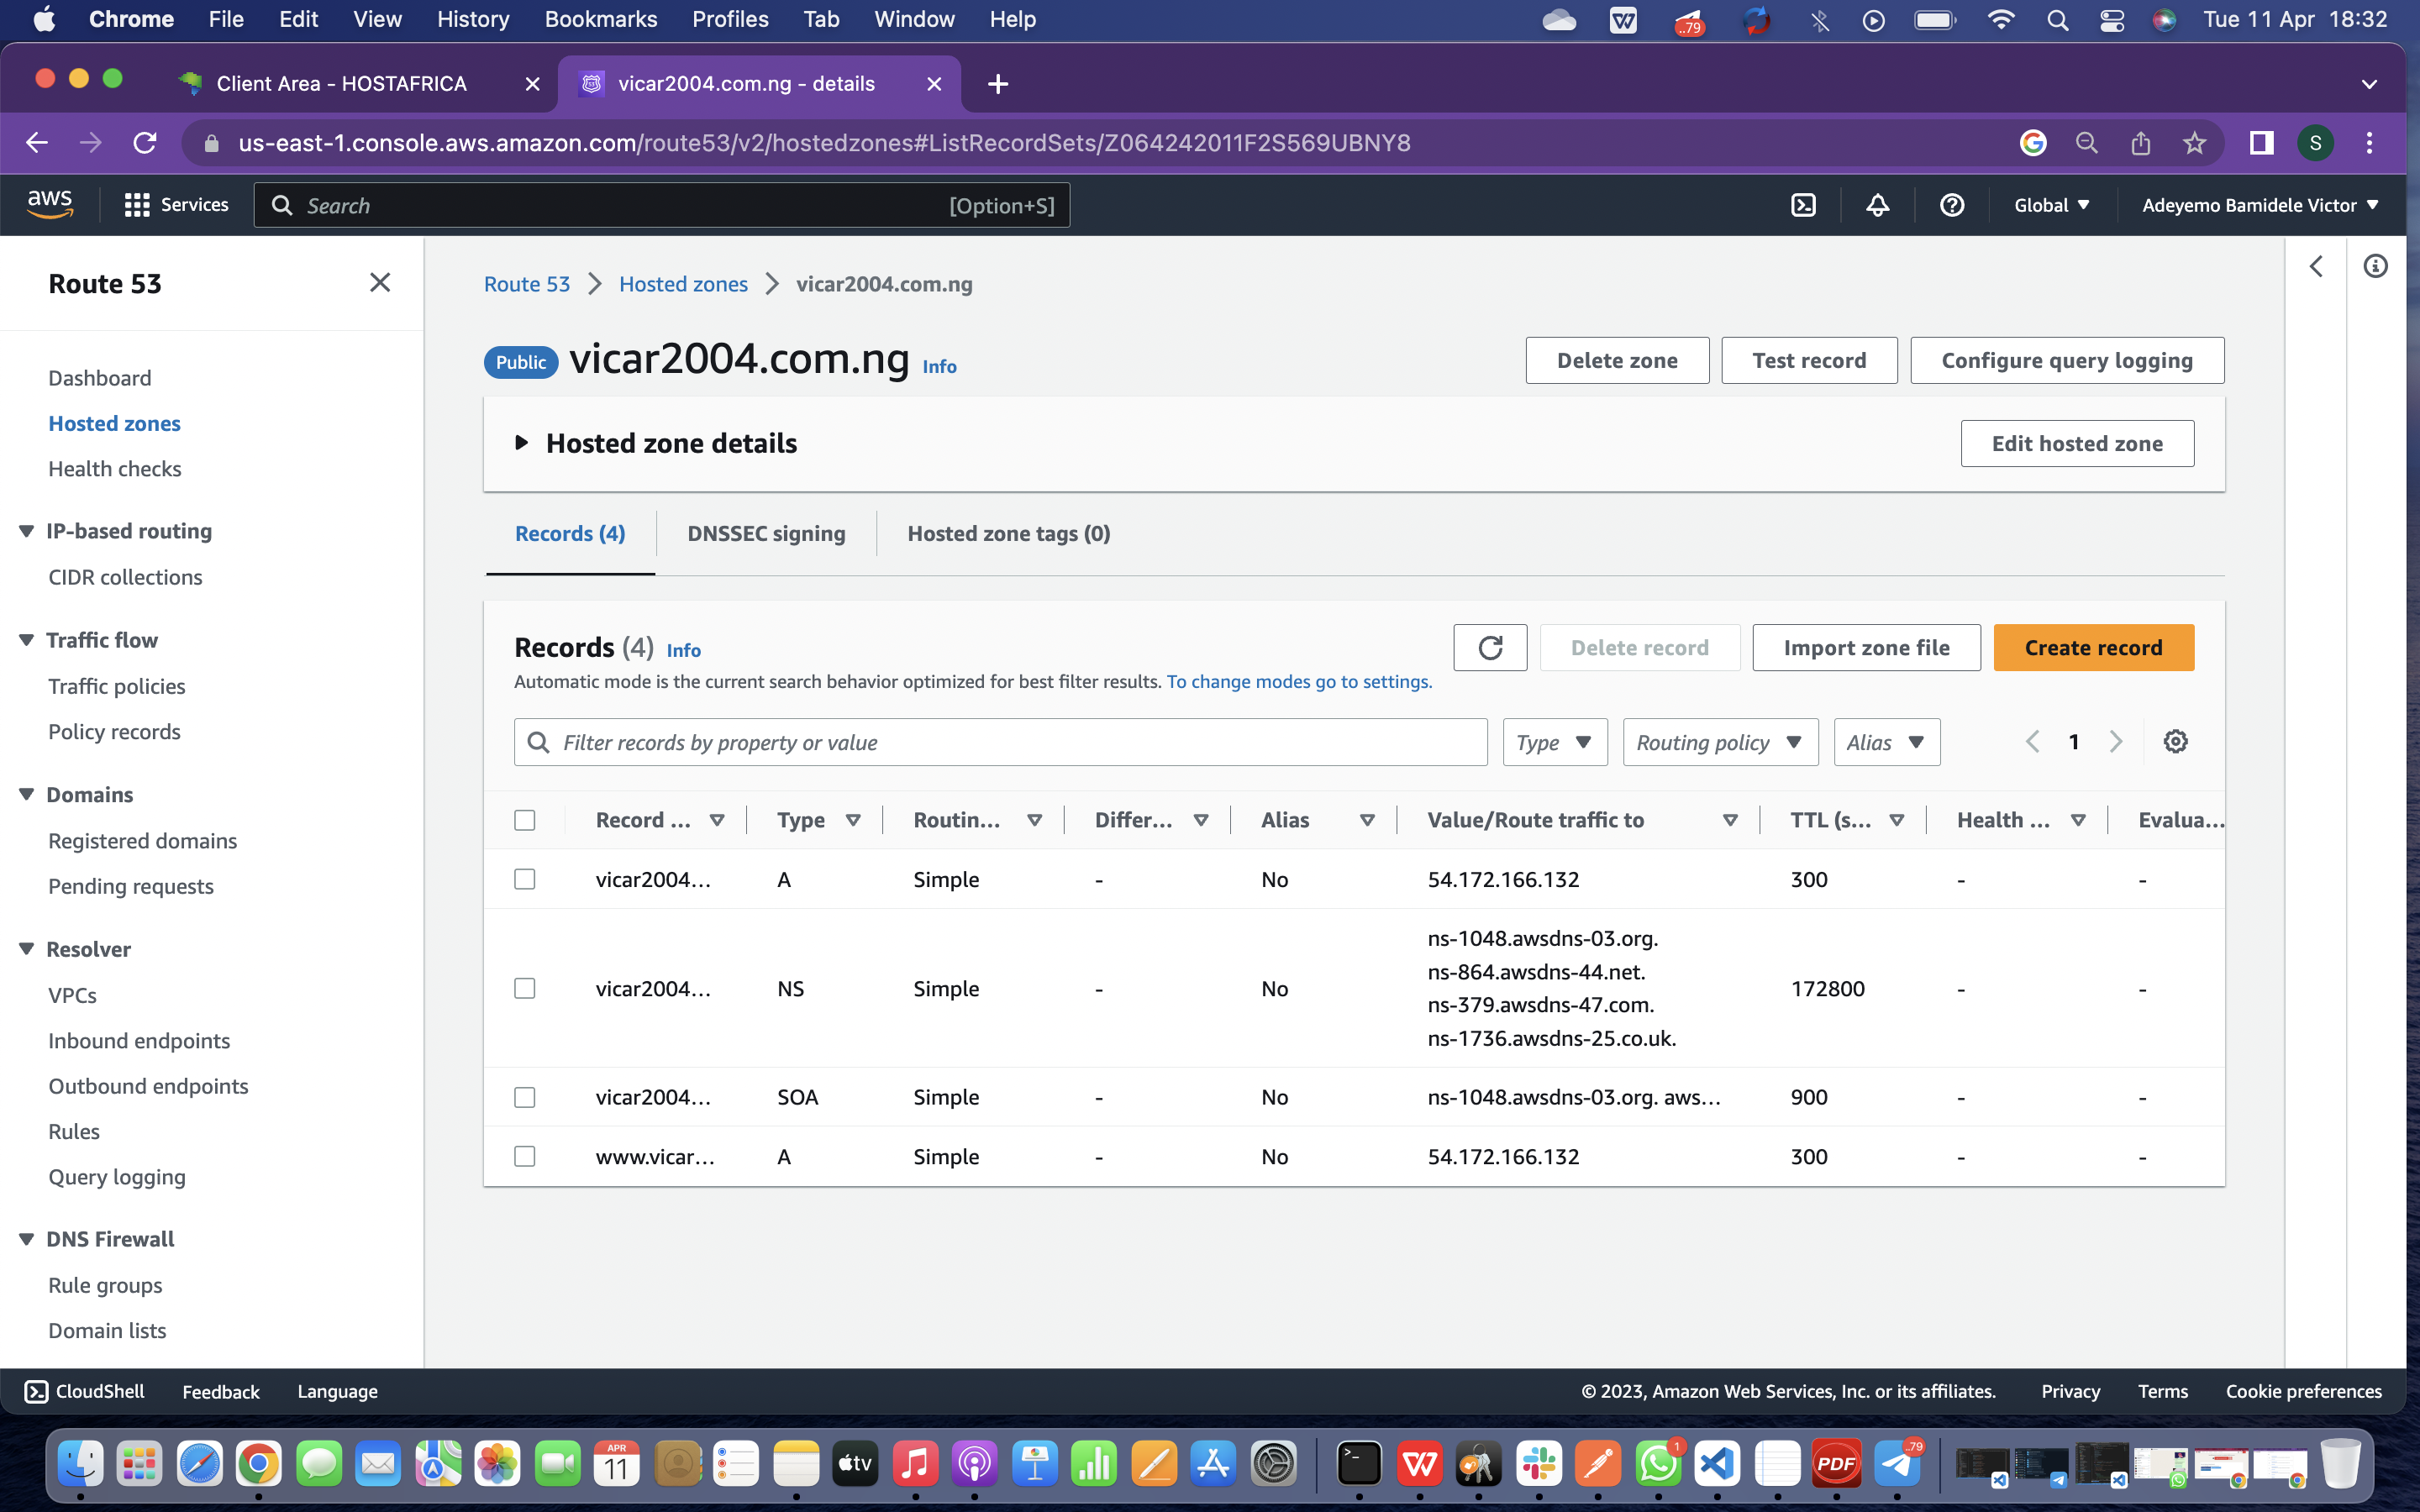 Chrome File Edit View History Bookmarks Profiles Tab Window Help
..79
Tue 11 Apr 18:32
Client Area - HOSTAFRICA
vicar2004.com.ng - details
us-east-1.console.aws.amazon.com/route53/v2/hostedzones#ListRecordSets/Z064242011F2S569UBNY8
S
aws Services Search [Option+S] Global Adeyemo Bamidele Victor
Route 53
Dashboard
Hosted zones
Health checks
IP-based routing
CIDR collections
Traffic flow
Traffic policies
Policy records
Domains
Registered domains
Pending requests
Resolver
VPCs
Inbound endpoints
Outbound endpoints
Rules
Query logging
DNS Firewall
Rule groups
Domain lists
Route 53 > Hosted zones > vicar2004.com.ng
Public vicar2004.com.ng Info
Delete zone Test record Configure query logging
Hosted zone details Edit hosted zone
Records (4) DNSSEC signing Hosted zone tags (0)
Records (4) Info
Delete record Import zone file Create record
Automatic mode is the current search behavior optimized for best filter results. To change modes go to settings.
Filter records by property or value Type Routing policy Alias 1
Record ... Type Routin... Differ... Alias Value/Route traffic to TTL (s... Health ... Evalua...
vicar2004... A Simple - No 54.172.166.132 300 - -
vicar2004... NS Simple - No
ns-1048.awsdns-03.org.
ns-864.awsdns-44.net.
ns-379.awsdns-47.com.
ns-1736.awsdns-25.co.uk.
172800 - -
vicar2004... SOA Simple - No ns-1048.awsdns-03.org. aws... 900 - -
www.vicar... A Simple - No 54.172.166.132 300 - -
CloudShell Feedback Language
© 2023, Amazon Web Services, Inc. or its affiliates. Privacy Terms Cookie preferences
APR
11
tv
PDF
1
..79